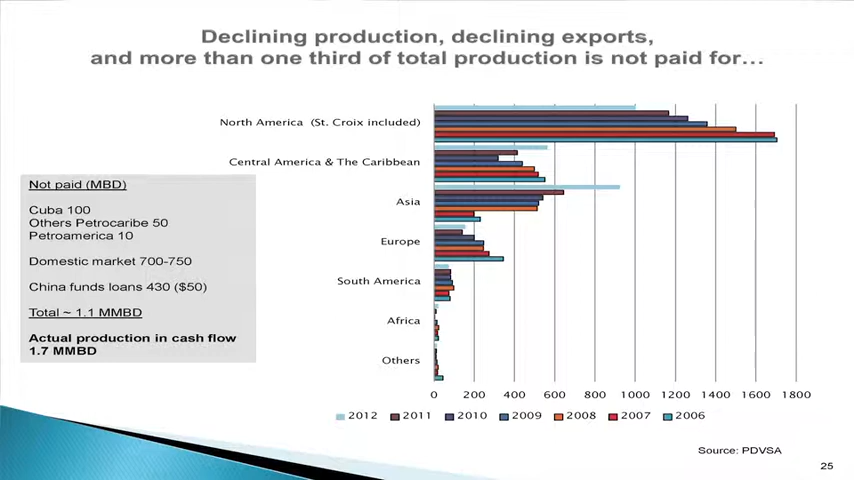 Declining production, declining exports,
and more than one third of total production is not paid for…
North America (St. Croix included)
Central America & The Caribbean
Asia
Europe
South America
Africa
Others
Not paid (MBD)
Cuba 100
Others Petrocaribe 50
Petroamerica 10
Domestic market 700-750
China funds loans 430 ($50)
Total ~ 1.1 MMBD
Actual production in cash flow
1.7 MMBD
0 200 400 600 800 1000 1200 1400 1600 1800
2012 2011 2010 2009 2008 2007 2006
Source: PDVSA
25